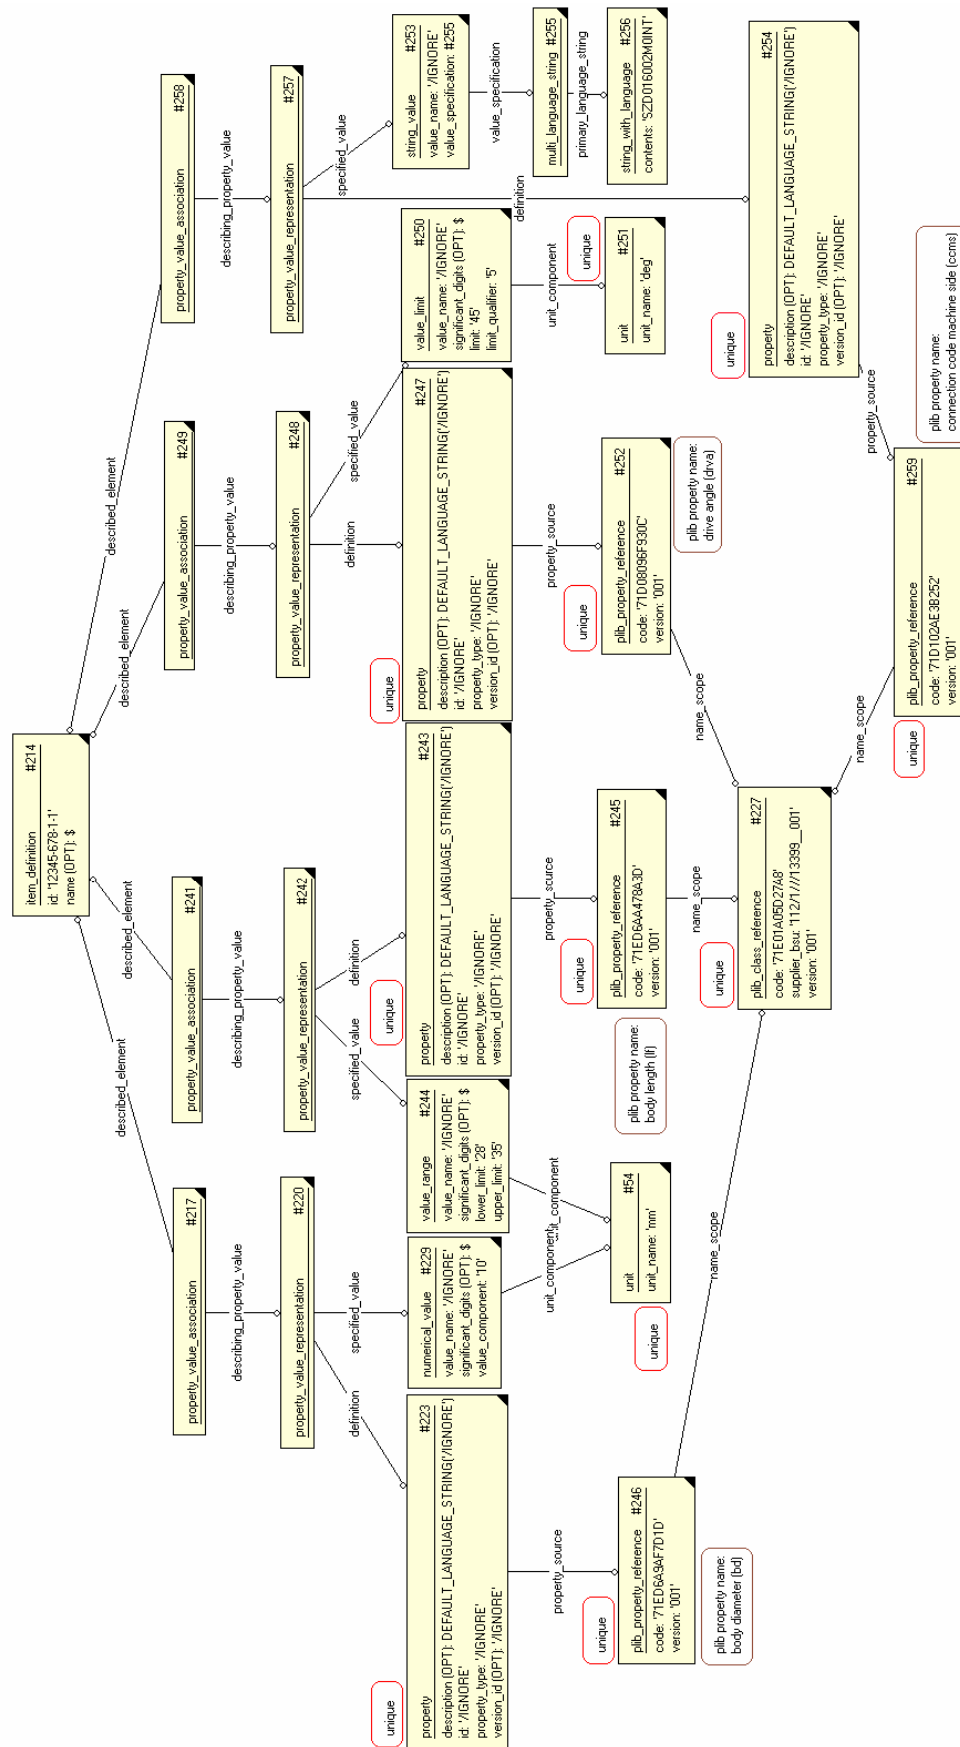 item_definition #214
id: '12345-678-1-1'
name (OPT): $
described_element
described_element
described_element
described_element
property_value_association #217
property_value_association #241
property_value_association #249
property_value_association #258
describing_property_value
describing_property_value
describing_property_value
describing_property_value
property_value_representation #220
property_value_representation #242
property_value_representation #248
property_value_representation #257
definition
specified_value
specified_value
definition
definition
specified_value
specified_value
definition
unique
property #223
description (OPT): DEFAULT_LANGUAGE_STRING('/IGNORE')
id: '/IGNORE'
property_type: '/IGNORE'
version_id (OPT): '/IGNORE'
numerical_value #229
value_name: '/IGNORE'
significant_digits (OPT): $
value_component: '10'
value_range #244
value_name: '/IGNORE'
significant_digits (OPT): $
lower_limit: '28'
upper_limit: '35'
unique
property #243
description (OPT): DEFAULT_LANGUAGE_STRING('/IGNORE')
id: '/IGNORE'
property_type: '/IGNORE'
version_id (OPT): '/IGNORE'
unique
property #247
description (OPT): DEFAULT_LANGUAGE_STRING('/IGNORE')
id: '/IGNORE'
property_type: '/IGNORE'
version_id (OPT): '/IGNORE'
value_limit #250
value_name: '/IGNORE'
significant_digits (OPT): $
limit: '45'
limit_qualifier: '5'
string_value #253
value_name: '/IGNORE'
value_specification: #255
value_specification
multi_language_string #255
primary_language_string
string_with_language #256
contents: 'SZD016002M0INT'
property_source
unit_component
unit_component
property_source
property_source
unit_component
unique
plib_property_reference #246
code: '71ED6A9AF7D1D'
version: '001'
plib property name:
body diameter (bd)
unit #54
unit_name: 'mm'
unique
unique
plib_property_reference #245
code: '71ED6AA478A3D'
version: '001'
plib property name:
body length (lf)
unique
plib_property_reference #252
code: '71D08096F930C'
version: '001'
plib property name:
drive angle (drva)
unique
unit #251
unit_name: 'deg'
unique
property #254
description (OPT): DEFAULT_LANGUAGE_STRING('/IGNORE')
id: '/IGNORE'
property_type: '/IGNORE'
version_id (OPT): '/IGNORE'
name_scope
name_scope
name_scope
name_scope
property_source
unique
plib_class_reference #227
code: '71E01A05D27A8'
supplier_bsu: '112/1///13399__001'
version: '001'
unique
plib_property_reference #259
code: '71D102AE3B252'
version: '001'
plib property name:
connection code machine side (ccms)